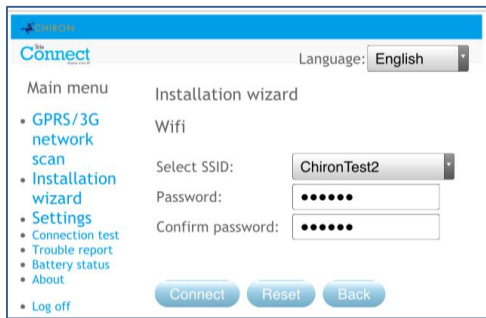 CHIRON
Iris
Connect
Language: English
Main menu
GPRS/3G
network
scan
Installation
wizard
Settings
Connection test
Trouble report
Battery status
About
Log off
Installation wizard
Wifi
Select SSID: ChironTest2
Password: ●●●●●●
Confirm password: ●●●●●●
Connect Reset Back